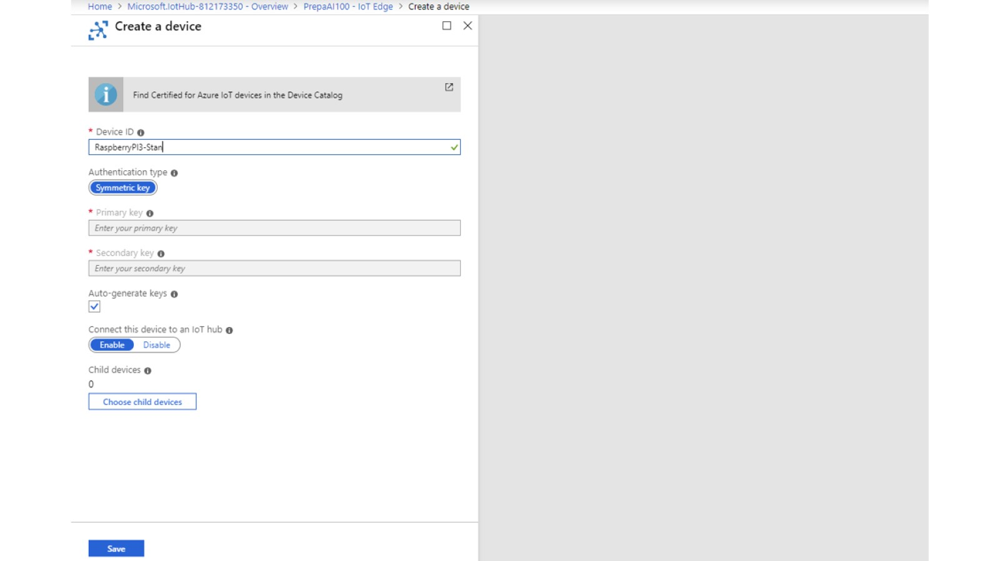 Home > Microsoft.IotHub-812173350 - Overview > PrepaAI100 - IoT Edge > Create a device
Create a device
Find Certified for Azure IoT devices in the Device Catalog
* Device ID
RaspberryPI3-Stan
Authentication type
Symmetric key
* Primary key
Enter your primary key
* Secondary key
Enter your secondary key
Auto-generate keys
Connect this device to an IoT hub
Enable Disable
Child devices
0
Choose child devices
Save